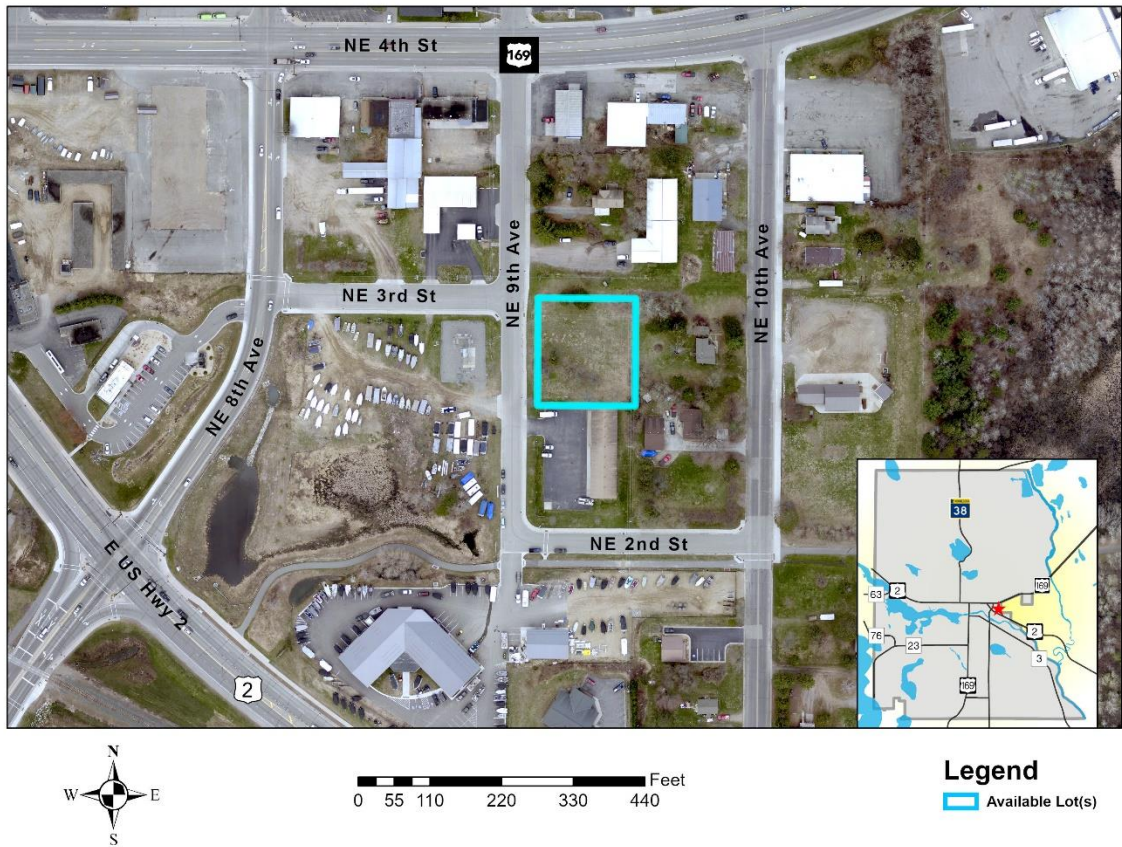 NE 4th St
169
NE 3rd St
NE 9th Ave
NE 10th Ave
NE 8th Ave
NE 2nd St
E US Hwy 2
2
38
169
63
2
76
23
2
3
169
N
W E
S
Feet
0 55 110 220 330 440
Legend
Available Lot(s)